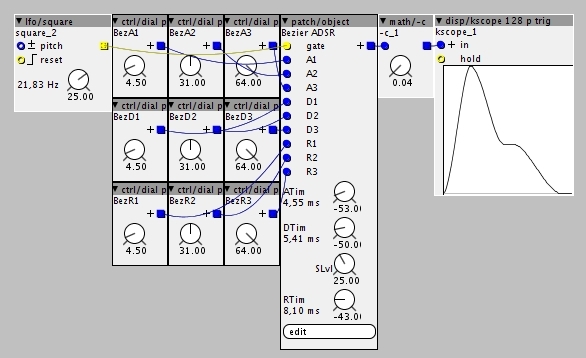 lfo/square
square_2
± pitch
reset
21,83 Hz
25.00
ctrl/dial p
BezA1
+
4.50
ctrl/dial p
BezA2
+
31.00
ctrl/dial p
BezA3
+
64.00
ctrl/dial p
BezD1
+
4.50
ctrl/dial p
BezD2
+
31.00
ctrl/dial p
BezD3
+
64.00
ctrl/dial p
BezR1
+
4.50
ctrl/dial p
BezR2
+
31.00
ctrl/dial p
BezR3
+
64.00
patch/object
Bezier ADSR
gate +
A1
A2
A3
D1
D2
D3
R1
R2
R3
ATim
4,55 ms
-53.0
DTim
5,41 ms
-50.0
SLvl
25.00
RTim
8,10 ms
-43.0
edit
math/-c
-c_1
+
0.04
disp/kscope 128 p trig
kscope_1
+ in
hold